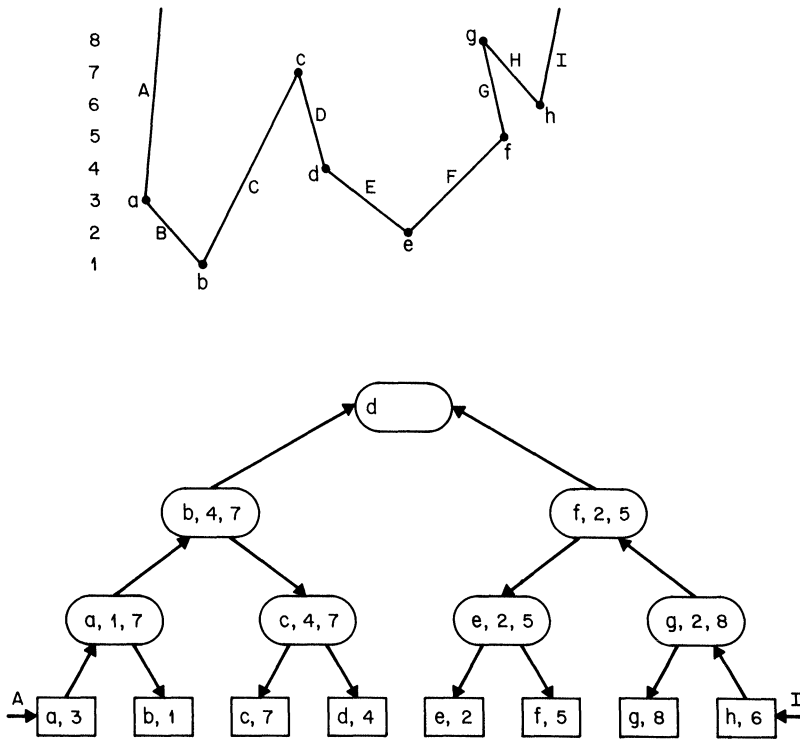 8
g
H
I
c
7
A
G
6
D
h
5
f
4
d
E
F
C
3
a
B
2
e
1
b
d
b, 4, 7
f, 2, 5
a, 1, 7
c, 4, 7
e, 2, 5
g, 2, 8
A
I
a, 3
b, 1
c, 7
d, 4
e, 2
f, 5
g, 8
h, 6